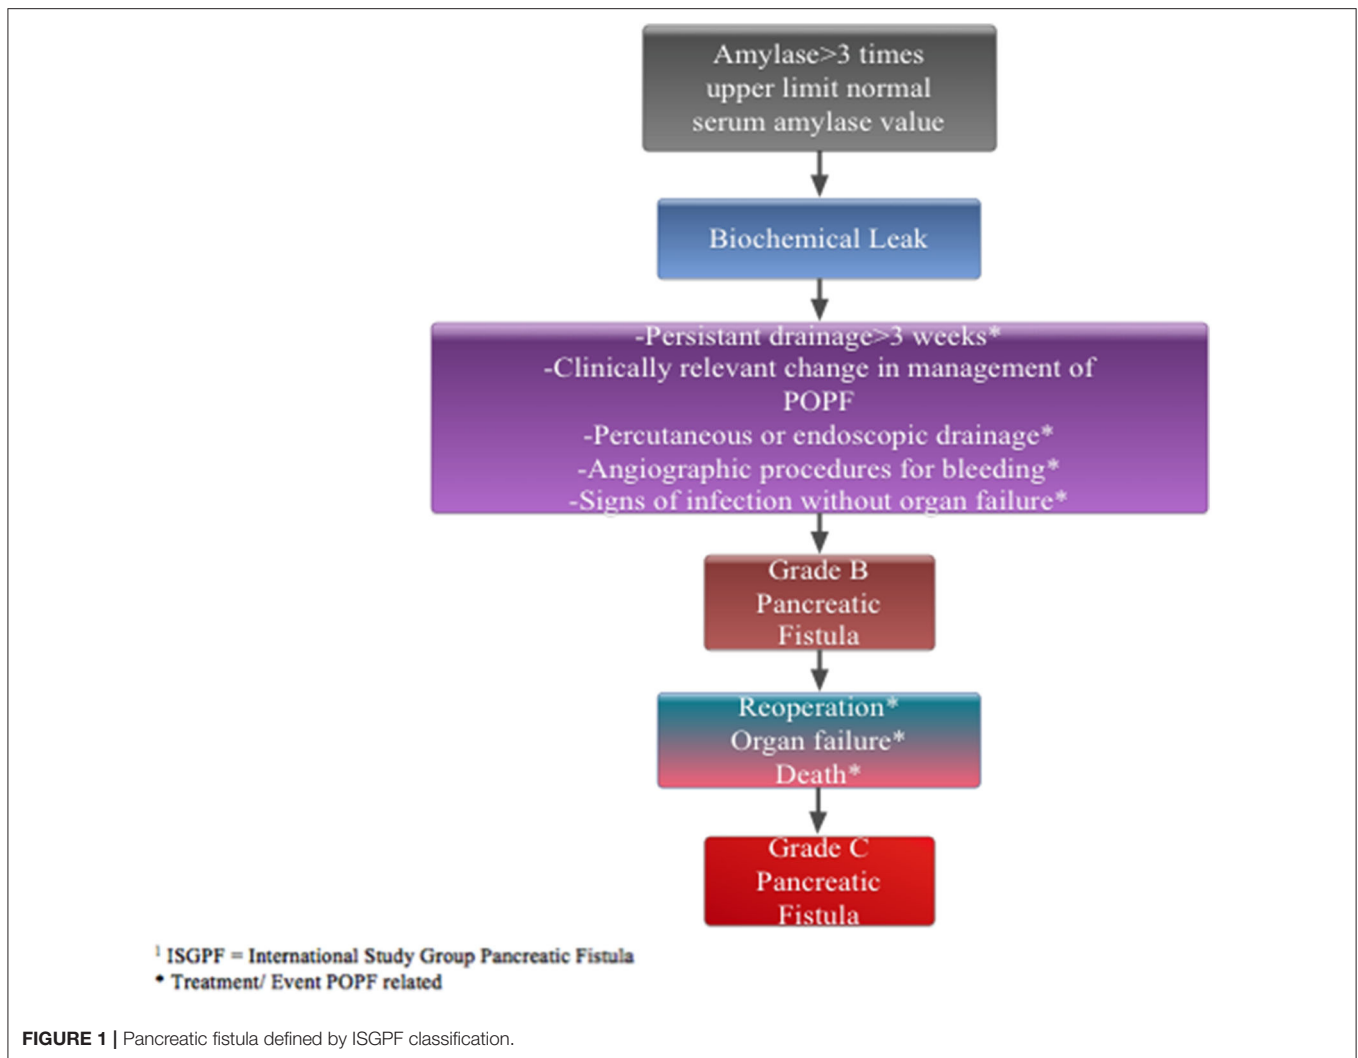 Amylase>3 times
upper limit normal
serum amylase value
Biochemical Leak
-Persistant drainage>3 weeks*
-Clinically relevant change in management of
POPF
-Percutaneous or endoscopic drainage*
-Angiographic procedures for bleeding*
-Signs of infection without organ failure*
Grade B
Pancreatic
Fistula
Reoperation*
Organ failure*
Death*
Grade C
Pancreatic
Fistula
¹ ISGPF = International Study Group Pancreatic Fistula
* Treatment/ Event POPF related
FIGURE 1 | Pancreatic fistula defined by ISGPF classification.